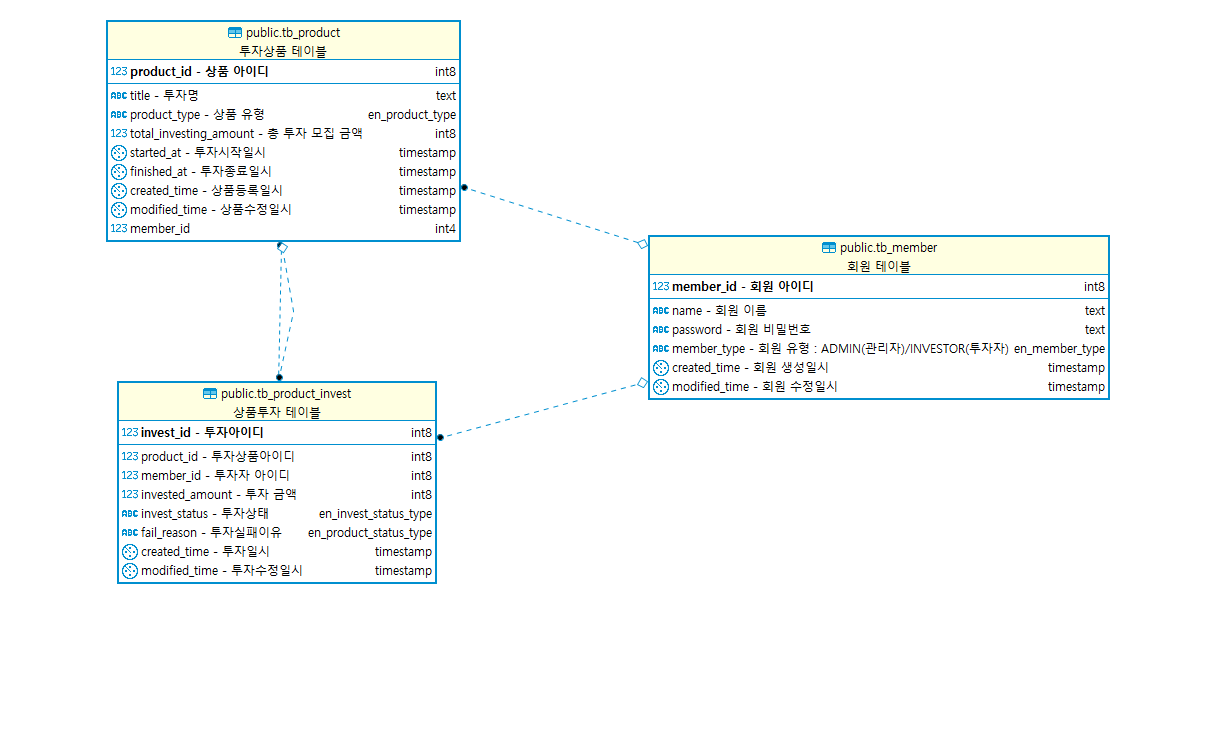 public.tb_product
투자상품 테이블
123 product_id - 상품 아이디 int8
ABC title - 투자명 text
ABC product_type - 상품 유형 en_product_type
123 total_investing_amount - 총 투자 모집 금액 int8
started_at - 투자시작일시 timestamp
finished_at - 투자종료일시 timestamp
created_time - 상품등록일시 timestamp
modified_time - 상품수정일시 timestamp
123 member_id int4
public.tb_member
회원 테이블
123 member_id - 회원 아이디 int8
ABC name - 회원 이름 text
ABC password - 회원 비밀번호 text
ABC member_type - 회원 유형 : ADMIN(관리자)/INVESTOR(투자자) en_member_type
created_time - 회원 생성일시 timestamp
modified_time - 회원 수정일시 timestamp
public.tb_product_invest
상품투자 테이블
123 invest_id - 투자아이디 int8
123 product_id - 투자상품아이디 int8
123 member_id - 투자자 아이디 int8
123 invested_amount - 투자 금액 int8
ABC invest_status - 투자상태 en_invest_status_type
ABC fail_reason - 투자실패이유 en_product_status_type
created_time - 투자일시 timestamp
modified_time - 투자수정일시 timestamp